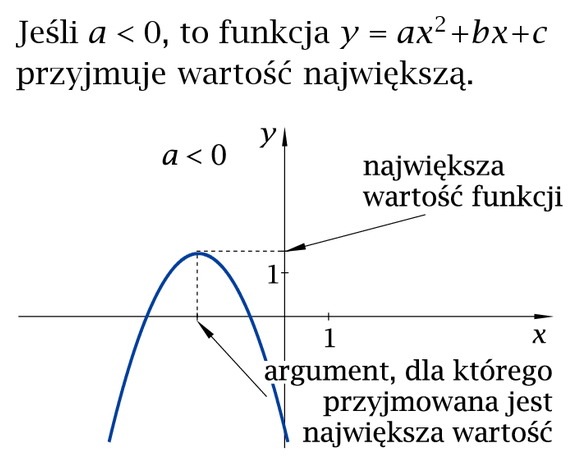 Jeśli a < 0, to funkcja y = ax²+bx+c
przyjmuje wartość największą.
y
a < 0
największa
wartość funkcji
1
1
x
argument, dla którego
przyjmowana jest
największa wartość